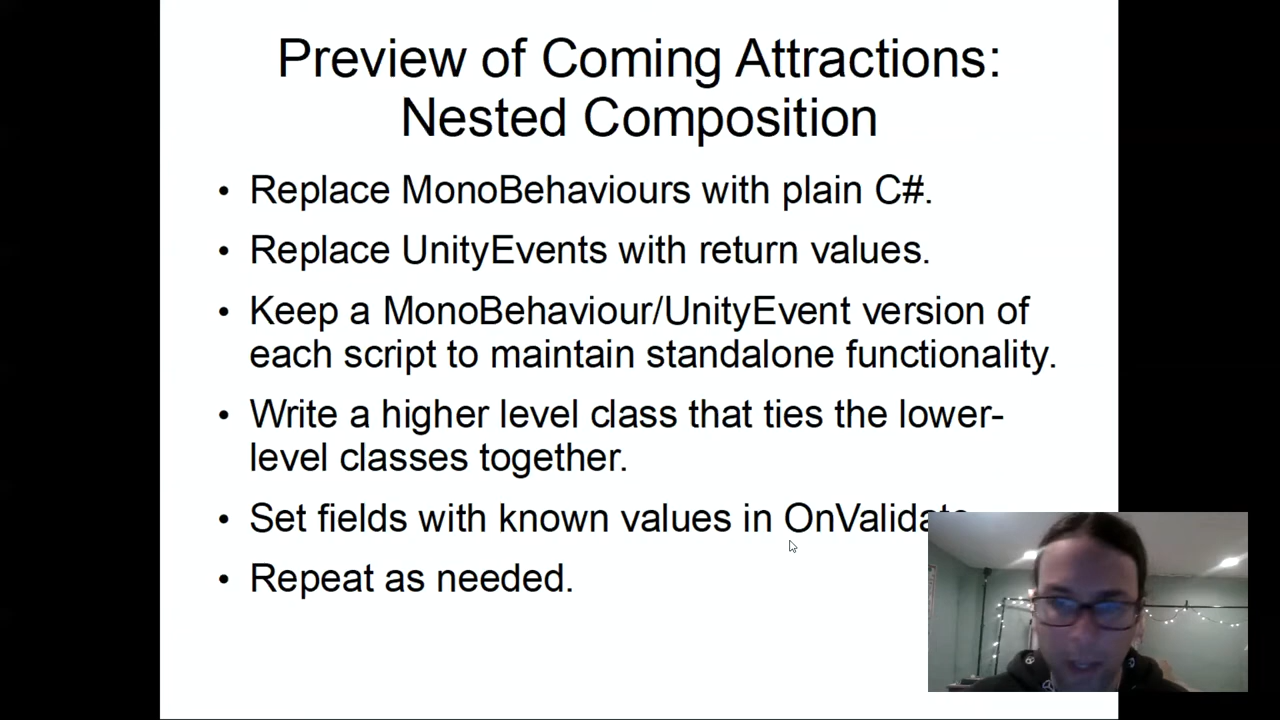 Preview of Coming Attractions:
Nested Composition
• Replace MonoBehaviours with plain C#.
• Replace UnityEvents with return values.
• Keep a MonoBehaviour/UnityEvent version of
each script to maintain standalone functionality.
• Write a higher level class that ties the lower-
level classes together.
• Set fields with known values in OnValidate
• Repeat as needed.